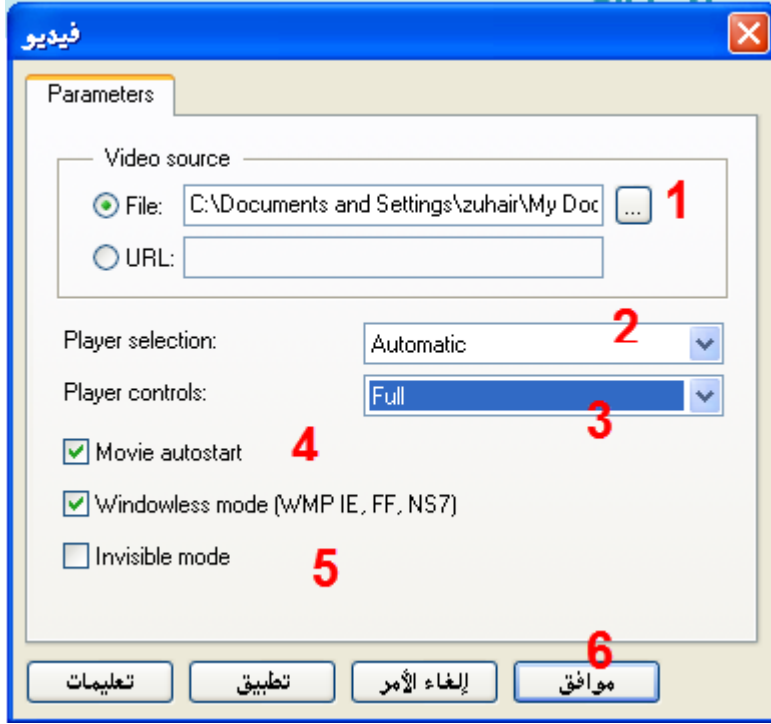 فيديو
Parameters
Video source
File: C:\Documents and Settings\zuhair\My Doc ... 1
URL:
2
Player selection: Automatic
Player controls: Full
3
Movie autostart 4
Windowless mode (WMP IE, FF, NS7)
Invisible mode 5
6
موافق إلغاء الأمر تطبيق تعليمات